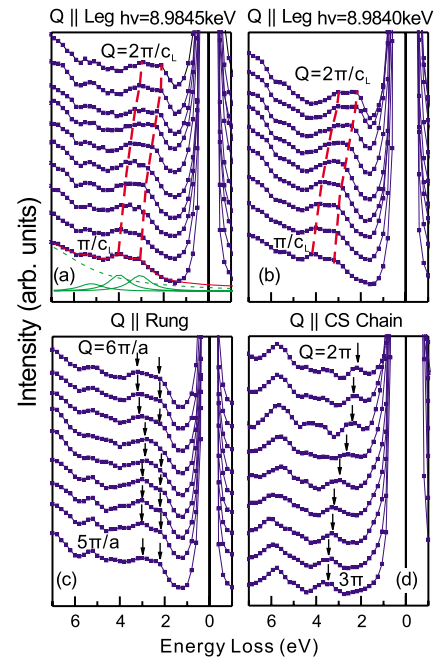 Q || Leg hν=8.9845keV
Q || Leg hν=8.9840keV
Q=2π/c_L
π/c_L
(a)
Q=2π/c_L
π/c_L
(b)
Intensity (arb. units)
Q || Rung
Q || CS Chain
Q=6π/a
5π/a
(c)
Q=2π
3π
(d)
6 4 2 0
6 4 2 0
Energy Loss (eV)